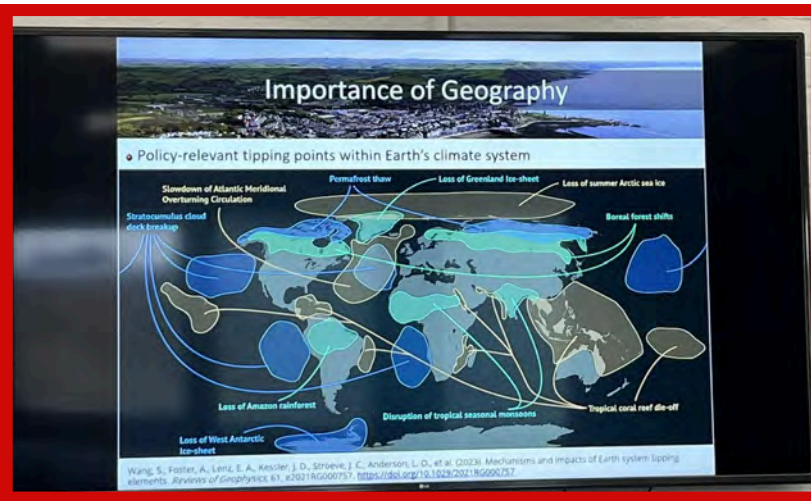 Importance of Geography
• Policy-relevant tipping points within Earth's climate system
Slowdown of Atlantic Meridional
Overturning Circulation
Permafrost thaw
Loss of Greenland Ice-sheet
Loss of summer Arctic sea ice
Stratocumulus cloud
deck breakup
Boreal forest shifts
Loss of Amazon rainforest
Disruption of tropical seasonal monsoons
Tropical coral reef die-off
Loss of West Antarctic
Ice-sheet
Wang, S., Foster, A., Lenz, E. A., Kessler, J. D., Stroeve, J. C., Anderson, L. O., et al. (2023). Mechanisms and impacts of Earth system tipping
elements. Reviews of Geophysics, 61, e2021RG000757. https://doi.org/10.1029/2021RG000757
LG